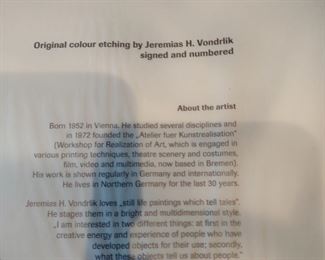 Original colour etching by Jeremias H. Vondrlik
signed and numbered
About the artist
Born 1952 in Vienna. He studied several disciplines and
in 1972 founded the „Atelier fuer Kunstrealisation"
(Workshop for Realization of Art, which is engaged in
various printing techniques, theatre scenery and costumes,
film, video and multimedia, now based in Bremen).
His work is shown regularly in Germany and internationally.
He lives in Northern Germany for the last 30 years.
Jeremias H. Vondrlik loves „still life paintings which tell tales".
He stages them in a bright and multidimensional style.
„I am interested in two different things: at first in the
creative energy and experience of people who have
developed objects for their use; secondly,
what these objects tell us about people."